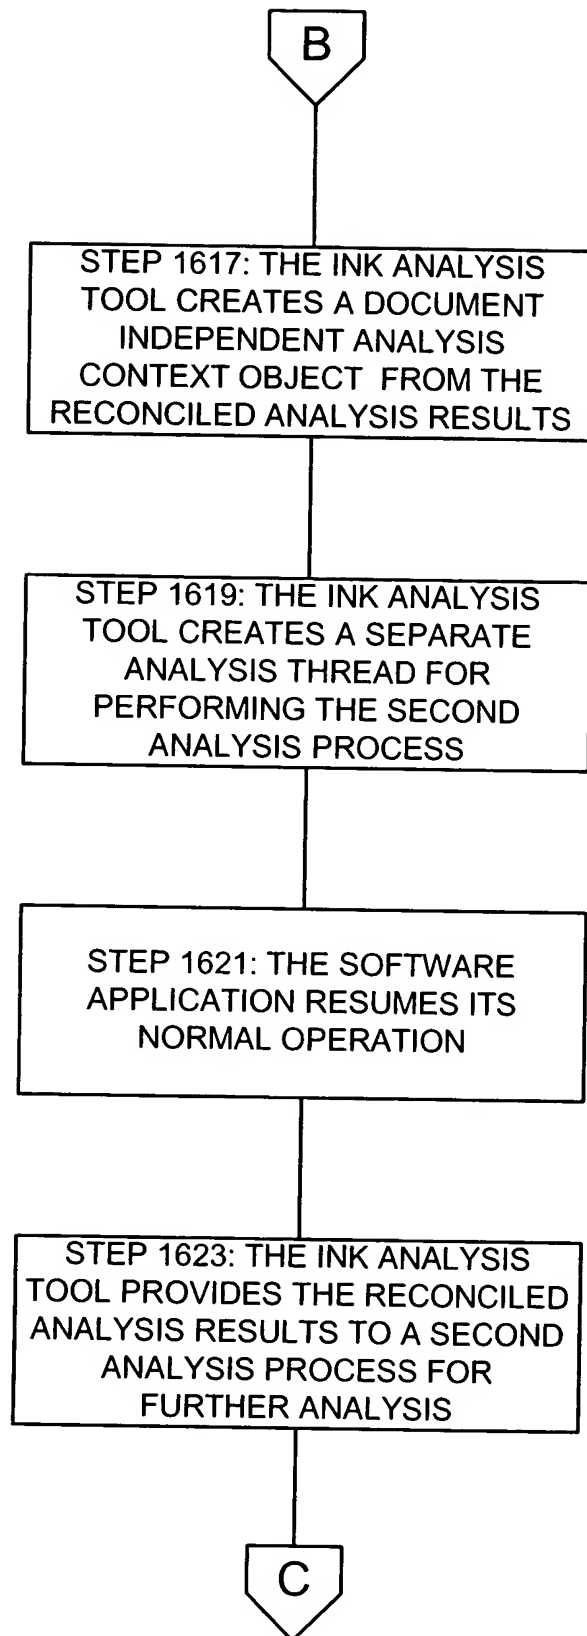 B
STEP 1617: THE INK ANALYSIS
TOOL CREATES A DOCUMENT
INDEPENDENT ANALYSIS
CONTEXT OBJECT FROM THE
RECONCILED ANALYSIS RESULTS
STEP 1619: THE INK ANALYSIS
TOOL CREATES A SEPARATE
ANALYSIS THREAD FOR
PERFORMING THE SECOND
ANALYSIS PROCESS
STEP 1621: THE SOFTWARE
APPLICATION RESUMES ITS
NORMAL OPERATION
STEP 1623: THE INK ANALYSIS
TOOL PROVIDES THE RECONCILED
ANALYSIS RESULTS TO A SECOND
ANALYSIS PROCESS FOR
FURTHER ANALYSIS
C